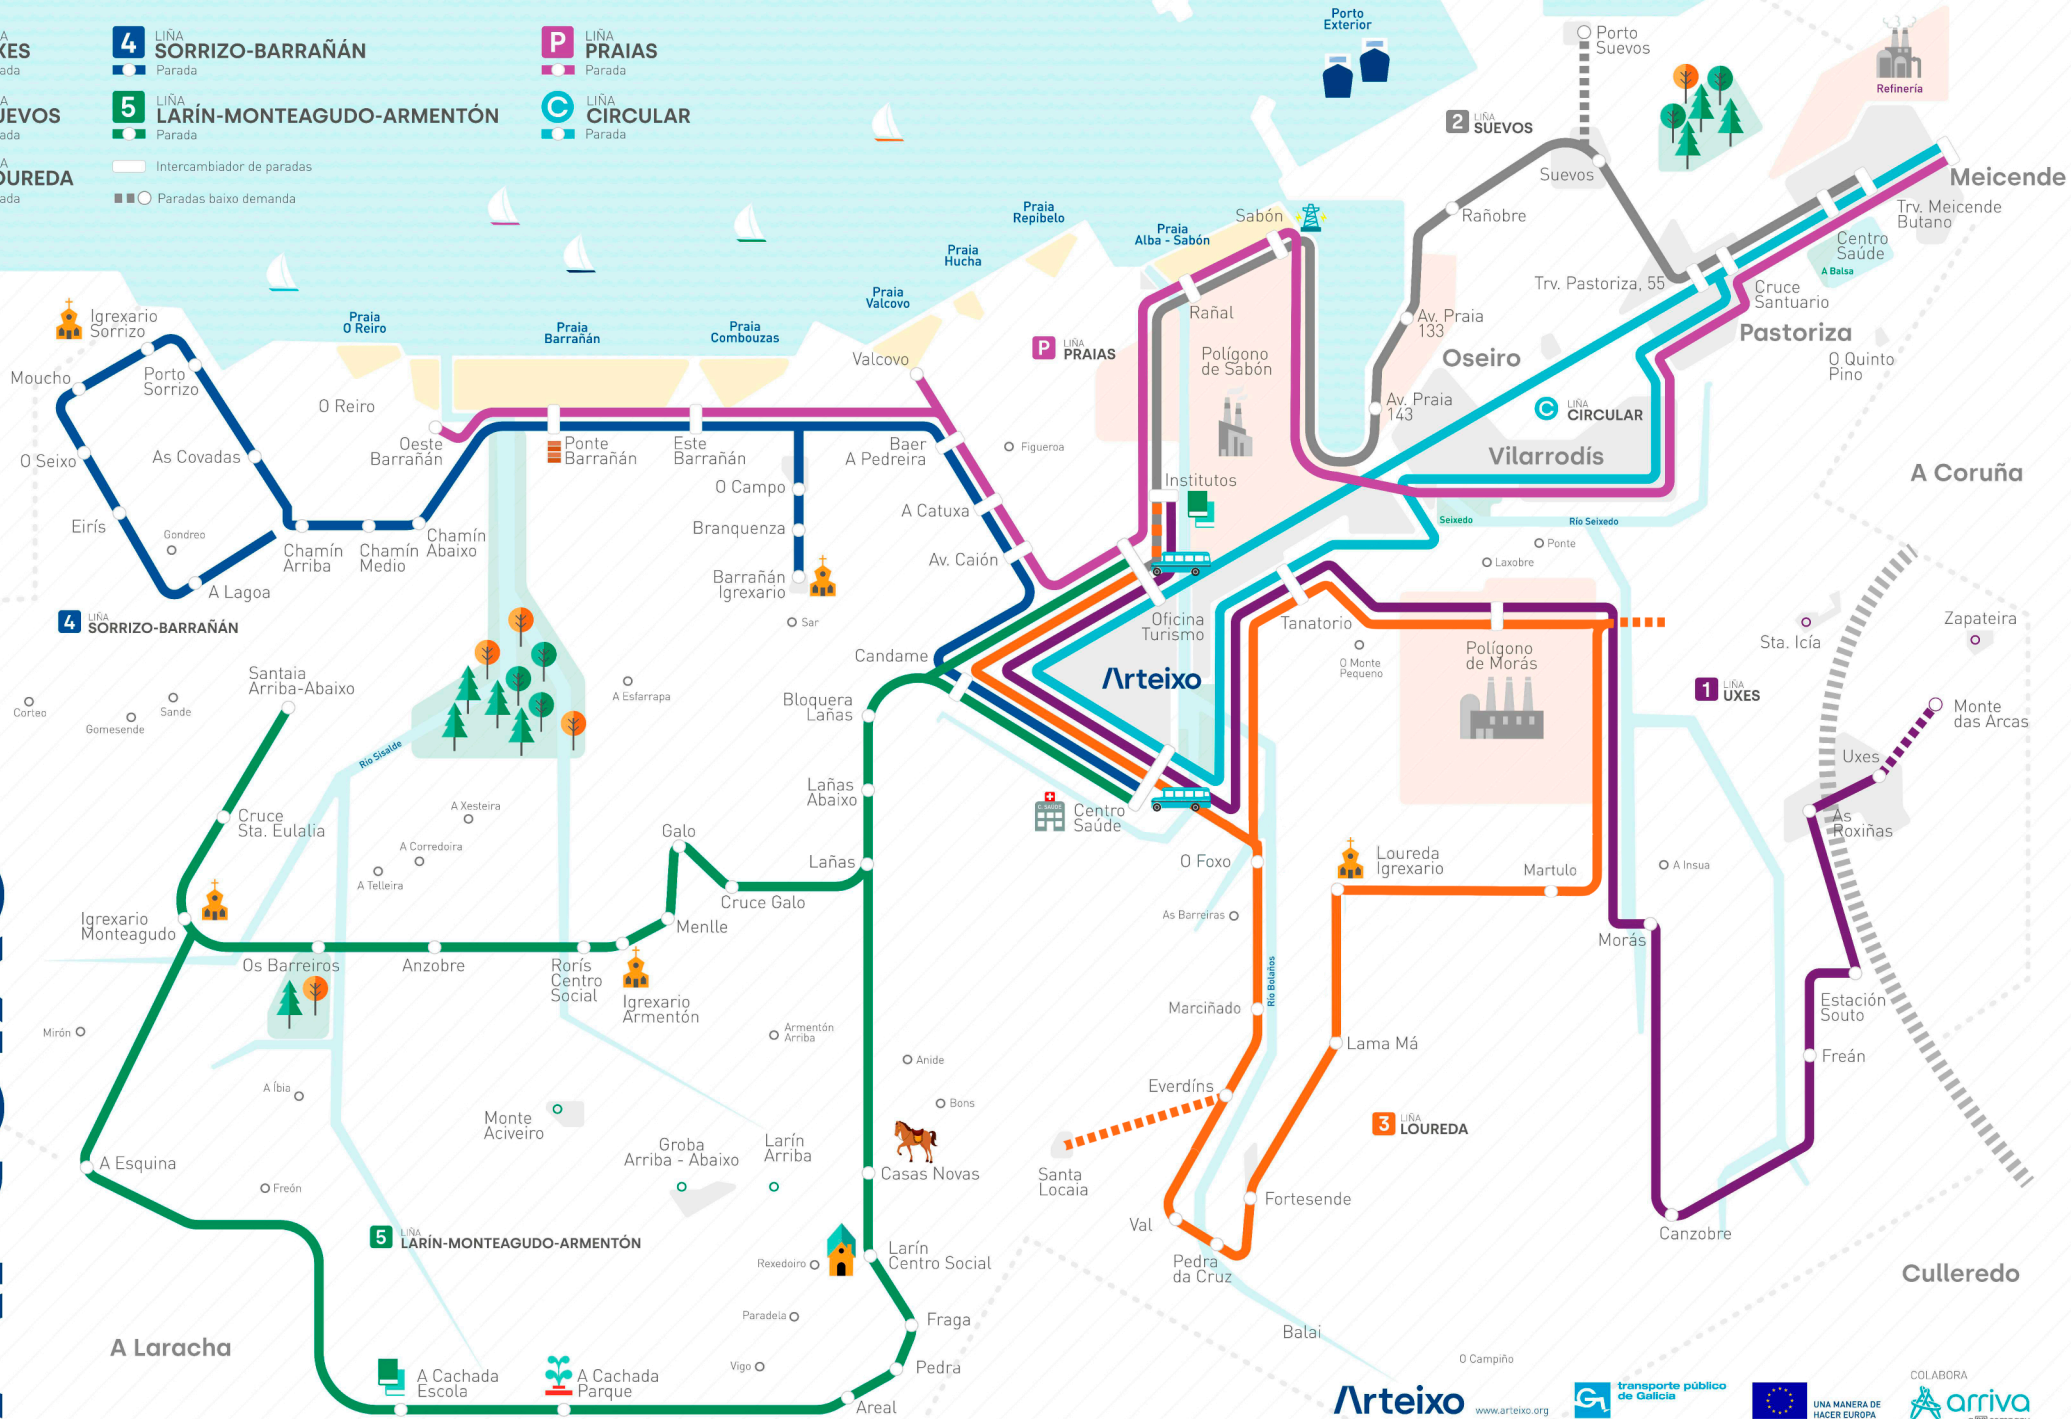 4
LIÑA
SORRIZO-BARRAÑÁN
Parada
P
LIÑA
PRAIAS
Parada
5
LIÑA
LARÍN-MONTEAGUDO-ARMENTÓN
Parada
C
LIÑA
CIRCULAR
Parada
Intercambiador de paradas
Paradas baixo demanda
Porto
Exterior
Porto
Suevos
Refinería
2
LIÑA
SUEVOS
Suevos
Rañobre
Meicende
Trv. Meicende
Butano
Centro
Saúde
A Balsa
Trv. Pastoriza, 55
Cruce
Santuario
Pastoriza
O Quinto
Pino
Praia
Repibelo
Praia
Alba - Sabón
Sabón
Praia
Hucha
Praia
Valcovo
Rañal
Av. Praia
133
Oseiro
Av. Praia
143
C
LIÑA
CIRCULAR
Vilarrodís
A Coruña
P
LIÑA
PRAIAS
Polígono
de Sabón
Valcovo
Igrexario
Sorrizo
Praia
O Reiro
Praia
Barrañán
Praia
Combouzas
Moucho
Porto
Sorrizo
O Reiro
O Seixo
As Covadas
Oeste
Barrañán
Ponte
Barrañán
Este
Barrañán
Baer
A Pedreira
Figueroa
Institutos
Seixedo
Río Seixedo
O Campo
A Catuxa
Eirís
Gondreo
Chamín
Arriba
Chamín
Medio
Chamín
Abaixo
Branquenza
Av. Caión
Ponte
Laxobre
A Lagoa
Barrañán
Igrexario
4
LIÑA
SORRIZO-BARRAÑÁN
Sar
Oficina
Turismo
Tanatorio
O Monte
Pequeno
Polígono
de Morás
Sta. Icía
Zapateira
Candame
Arteixo
1
LIÑA
UXES
Monte
das Arcas
Uxes
Santaia
Arriba-Abaixo
Corteo
Sande
Gomesende
A Esfarrapa
Bloquera
Lañas
Río Sisalde
Lañas
Abaixo
C. SAÚDE
Centro
Saúde
As
Roxiñas
A Xesteira
Cruce
Sta. Eulalia
A Corredoira
A Telleira
Galo
Lañas
O Foxo
Loureda
Igrexario
Martulo
A Insua
Cruce Galo
As Barreiras
Igrexario
Monteagudo
Menlle
Morás
Os Barreiros
Anzobre
Rorís
Centro
Social
Igrexario
Armentón
Río Bolaños
Marciñado
Estación
Souto
Mirón
Armentón
Arriba
Lama Má
Freán
Anide
A Íbia
Monte
Aciveiro
Bons
Everdíns
3
LIÑA
LOUREDA
Groba
Arriba - Abaixo
Larín
Arriba
A Esquina
Casas Novas
Santa
Locaia
Freón
Fortesende
Val
Canzobre
5
LIÑA
LARÍN-MONTEAGUDO-ARMENTÓN
Rexedoiro
Larín
Centro Social
Pedra
da Cruz
Culleredo
Paradela
Fraga
Balai
A Laracha
Vigo
Pedra
O Campiño
A Cachada
Escola
A Cachada
Parque
Areal
Arteixo
www.arteixo.org
transporte público
de Galicia
UNA MANERA DE
HACER EUROPA
COLABORA
arriva